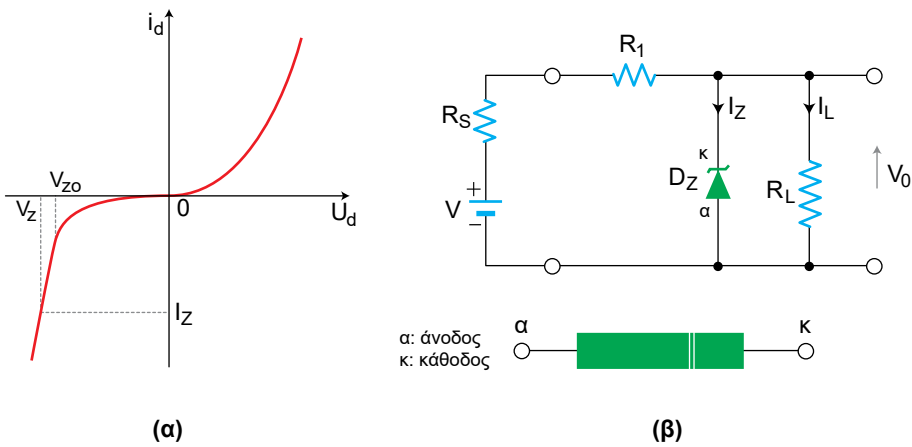 i_d
V_zo
V_Z
0
U_d
I_Z
(α)
R_1
R_S
I_Z
I_L
κ
D_Z
α
R_L
V_0
+
V
−
α: άνοδος
κ: κάθοδος
α
κ
(β)